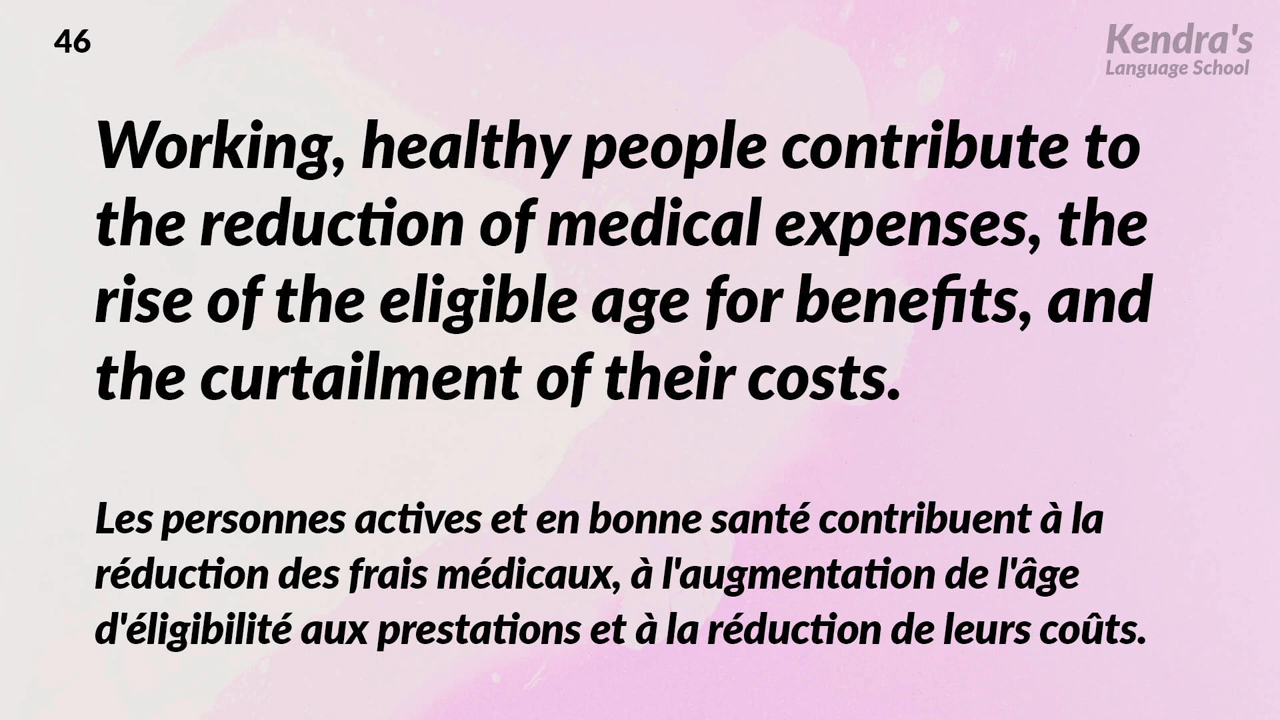 46
Kendra's
Language School
Working, healthy people contribute to
the reduction of medical expenses, the
rise of the eligible age for benefits, and
the curtailment of their costs.
Les personnes actives et en bonne santé contribuent à la
réduction des frais médicaux, à l'augmentation de l'âge
d'éligibilité aux prestations et à la réduction de leurs coûts.